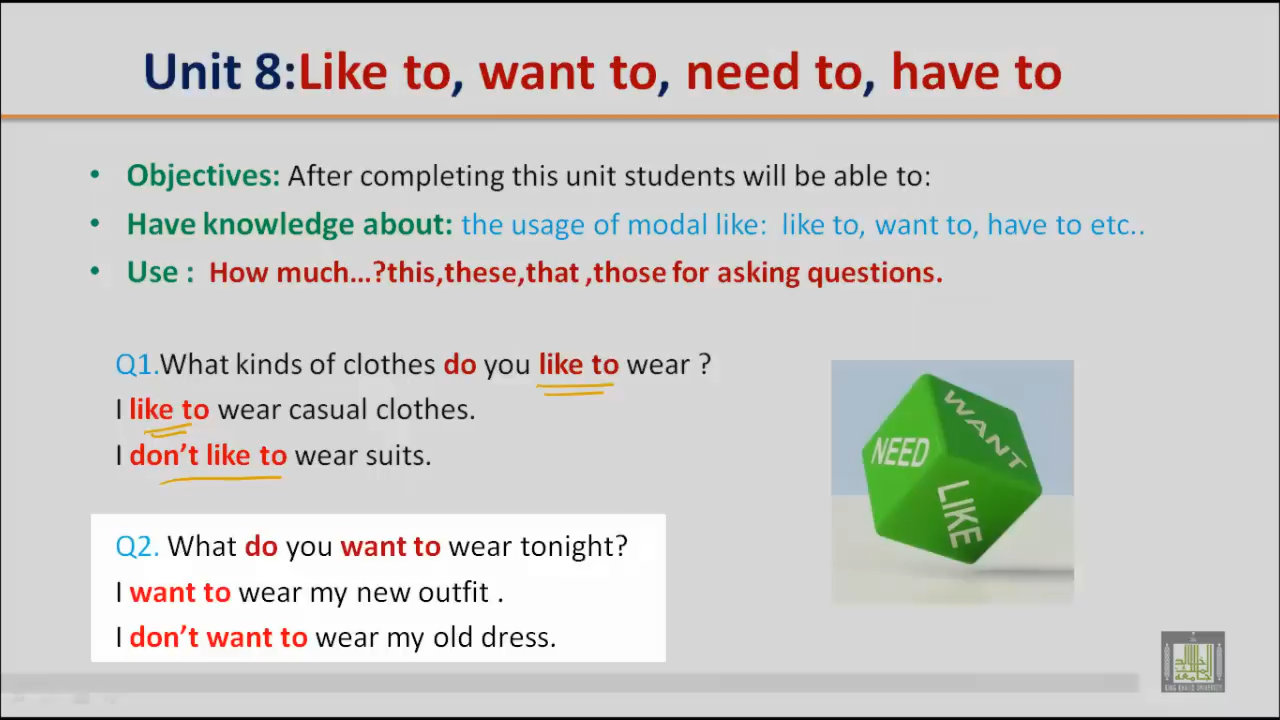 Unit 8:Like to, want to, need to, have to
• Objectives: After completing this unit students will be able to:
• Have knowledge about: the usage of modal like: like to, want to, have to etc..
• Use : How much...?this,these,that ,those for asking questions.
Q1.What kinds of clothes do you like to wear ?
I like to wear casual clothes.
I don't like to wear suits.
NEED
WANT
LIKE
Q2. What do you want to wear tonight?
I want to wear my new outfit .
I don't want to wear my old dress.
KING KHALID UNIVERSITY